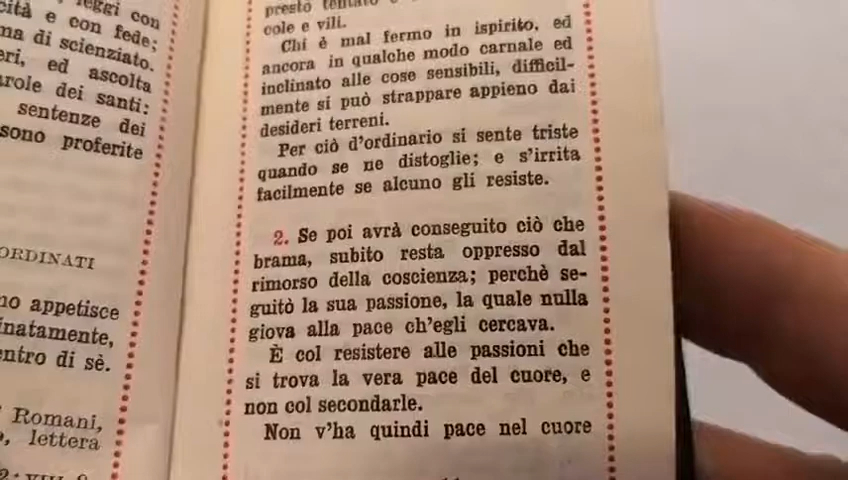 leggi con
cità e con fede;
ma di scienziato.
ed ascolta
parole dei santi:
sentenze dei
sono proferite
ORDINATI
appetisce
entro di sè.
Romani,
lettera
presto tentato
cole e vili.
Chi è mal fermo in ispirito, ed
ancora in qualche modo carnale ed
inclinato alle cose sensibili, difficil-
mente si può strappare appieno dai
desideri terreni.
Per ciò d'ordinario si sente triste
quando se ne distoglie; e s'irrita
facilmente se alcuno gli resiste.
2. Se poi avrà conseguito ciò che
brama, subito resta oppresso dal
rimorso della coscienza; perchè se-
guitò la sua passione, la quale nulla
giova alla pace ch'egli cercava.
È col resistere alle passioni che
si trova la vera pace del cuore, e
non col secondarle.
Non v'ha quindi pace nel cuore